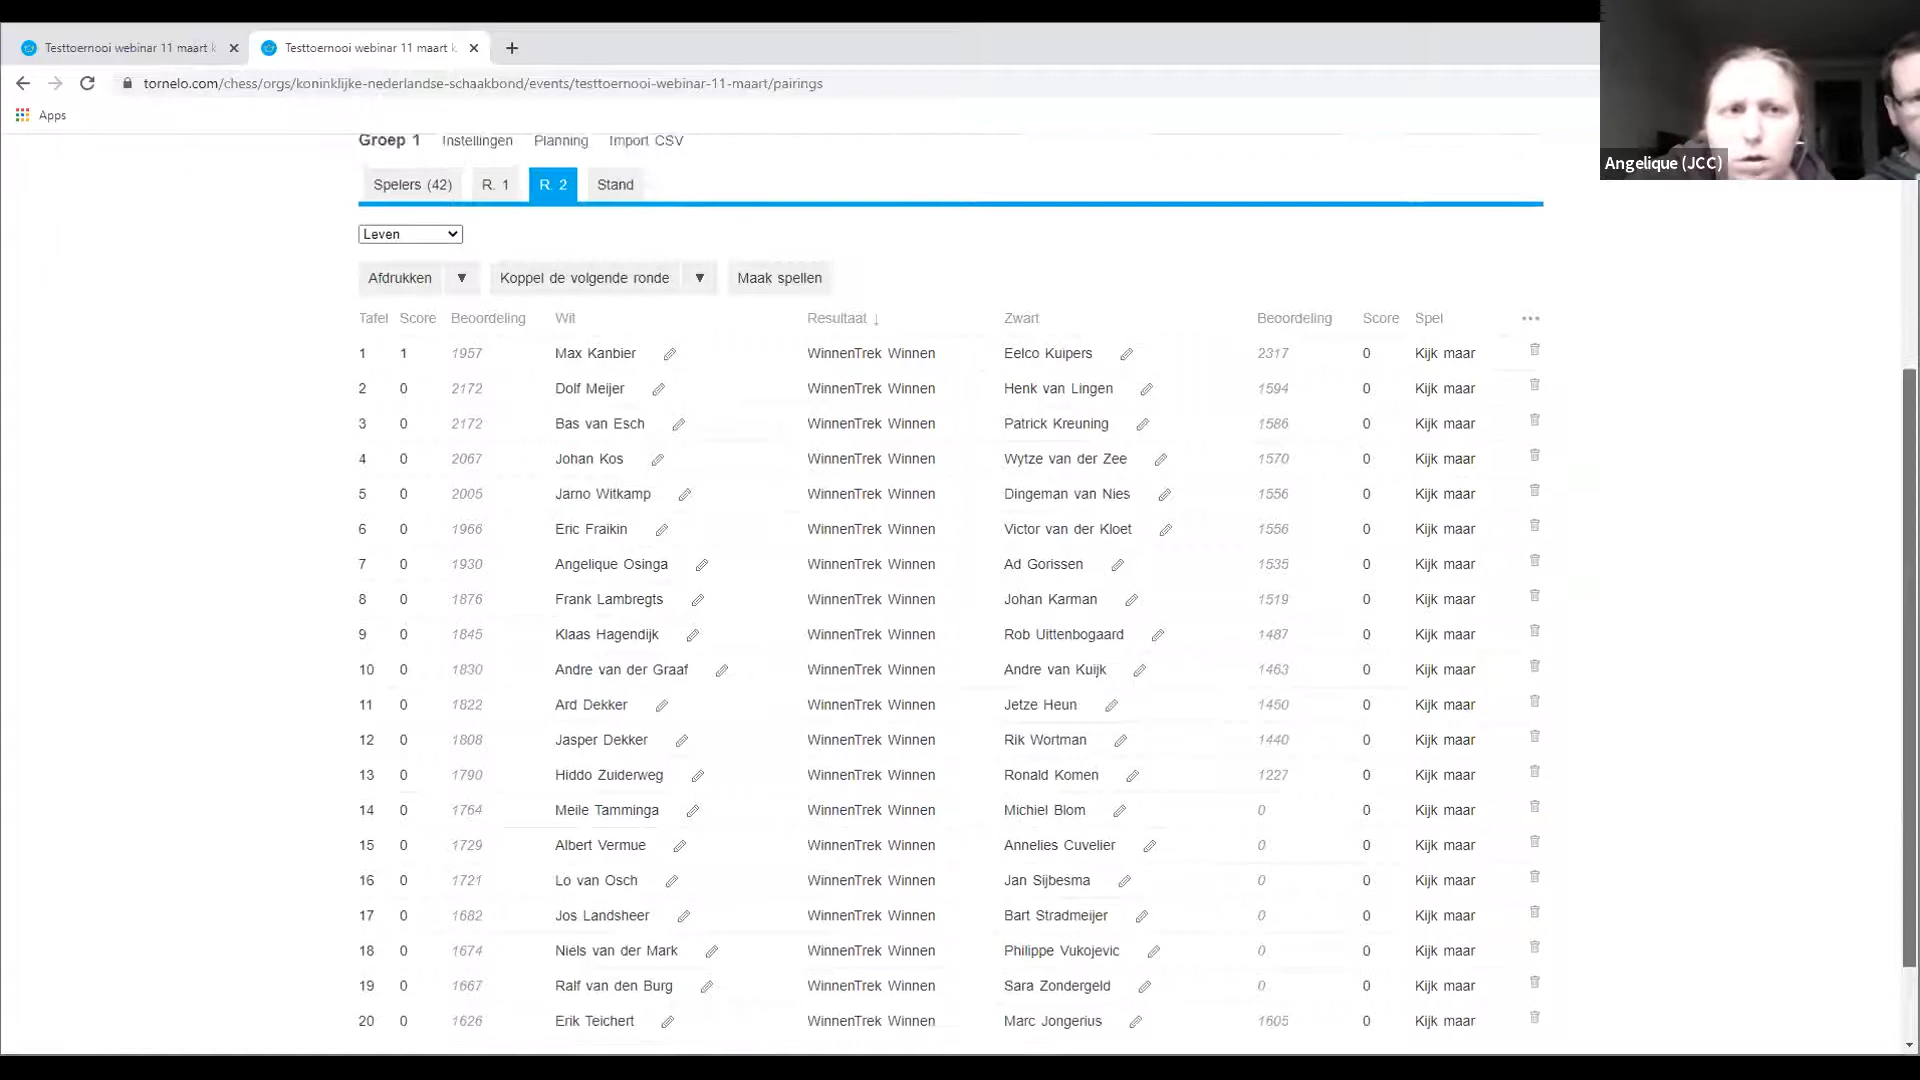 Testtoernooi webinar 11 maart k
Testtoernooi webinar 11 maart k
tornelo.com/chess/orgs/koninklijke-nederlandse-schaakbond/events/testtoernooi-webinar-11-maart/pairings
Apps
Angelique (JCC)
Groep 1 Instellingen Planning Import CSV
Spelers (42) R. 1 R. 2 Stand
Leven
Afdrukken ▼ Koppel de volgende ronde ▼ Maak spellen
Tafel Score Beoordeling Wit Resultaat ↓ Zwart Beoordeling Score Spel •••
1 1 1957 Max Kanbier WinnenTrek Winnen Eelco Kuipers 2317 0 Kijk maar
2 0 2172 Dolf Meijer WinnenTrek Winnen Henk van Lingen 1594 0 Kijk maar
3 0 2172 Bas van Esch WinnenTrek Winnen Patrick Kreuning 1586 0 Kijk maar
4 0 2067 Johan Kos WinnenTrek Winnen Wytze van der Zee 1570 0 Kijk maar
5 0 2005 Jarno Witkamp WinnenTrek Winnen Dingeman van Nies 1556 0 Kijk maar
6 0 1966 Eric Fraikin WinnenTrek Winnen Victor van der Kloet 1556 0 Kijk maar
7 0 1930 Angelique Osinga WinnenTrek Winnen Ad Gorissen 1535 0 Kijk maar
8 0 1876 Frank Lambregts WinnenTrek Winnen Johan Karman 1519 0 Kijk maar
9 0 1845 Klaas Hagendijk WinnenTrek Winnen Rob Uittenbogaard 1487 0 Kijk maar
10 0 1830 Andre van der Graaf WinnenTrek Winnen Andre van Kuijk 1463 0 Kijk maar
11 0 1822 Ard Dekker WinnenTrek Winnen Jetze Heun 1450 0 Kijk maar
12 0 1808 Jasper Dekker WinnenTrek Winnen Rik Wortman 1440 0 Kijk maar
13 0 1790 Hiddo Zuiderweg WinnenTrek Winnen Ronald Komen 1227 0 Kijk maar
14 0 1764 Meile Tamminga WinnenTrek Winnen Michiel Blom 0 0 Kijk maar
15 0 1729 Albert Vermue WinnenTrek Winnen Annelies Cuvelier 0 0 Kijk maar
16 0 1721 Lo van Osch WinnenTrek Winnen Jan Sijbesma 0 0 Kijk maar
17 0 1682 Jos Landsheer WinnenTrek Winnen Bart Stradmeijer 0 0 Kijk maar
18 0 1674 Niels van der Mark WinnenTrek Winnen Philippe Vukojevic 0 0 Kijk maar
19 0 1667 Ralf van den Burg WinnenTrek Winnen Sara Zondergeld 0 0 Kijk maar
20 0 1626 Erik Teichert WinnenTrek Winnen Marc Jongerius 1605 0 Kijk maar